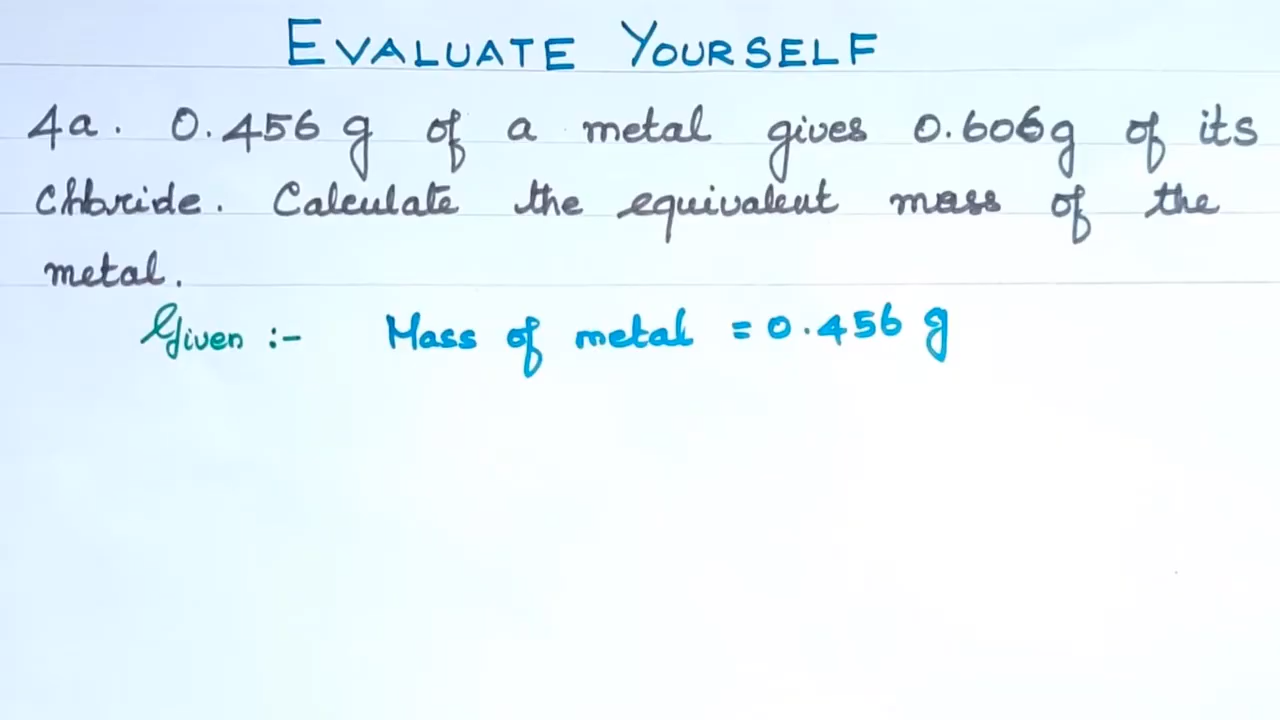 EVALUATE YOURSELF
4a. 0.456 g of a metal gives 0.606g of its
chloride. Calculate the equivalent mass of the
metal.
Given :- Mass of metal = 0.456 g